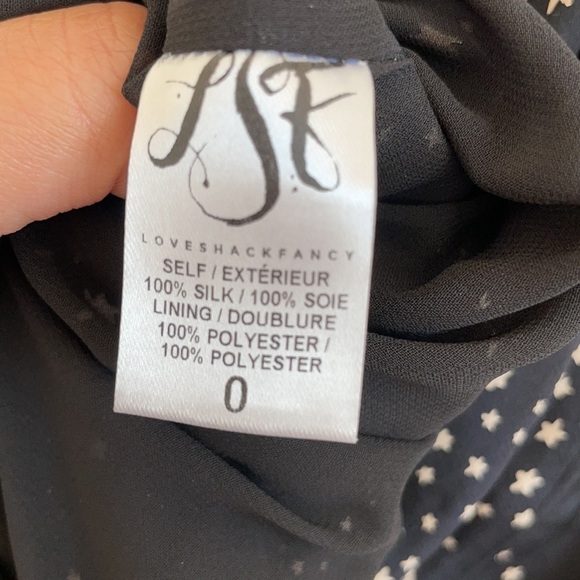 LSF
LOVESHACKFANCY
SELF / EXTÉRIEUR
100% SILK / 100% SOIE
LINING / DOUBLURE
100% POLYESTER /
100% POLYESTER
0